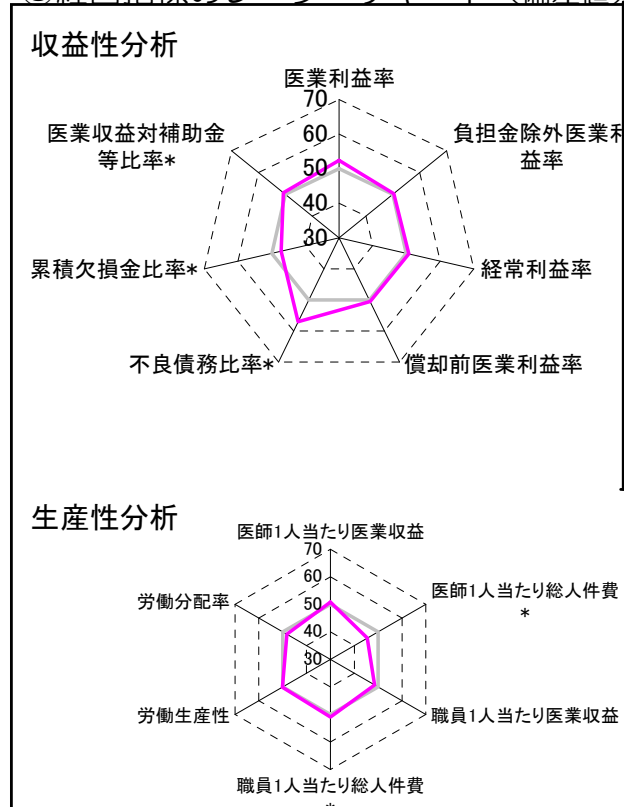 収益性分析
医業利益率
70
60
50
40
30
負担金除外医業利
益率
経常利益率
償却前医業利益率
不良債務比率*
累積欠損金比率*
医業収益対補助金
等比率*
生産性分析
医師1人当たり医業収益
70
60
50
40
30
医師1人当たり総人件費
*
職員1人当たり医業収益
職員1人当たり総人件費
*
労働生産性
労働分配率